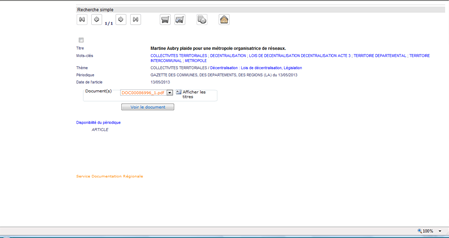 Recherche simple
1 / 1
Titre Martine Aubry plaide pour une métropole organisatrice de réseaux.
Mots-clés COLLECTIVITES TERRITORIALES ; DECENTRALISATION ; LOIS DE DECENTRALISATION DECENTRALISATION ACTE 3 ; TERRITOIRE DEPARTEMENTAL ; TERRITOIRE
INTERCOMMUNAL ; METROPOLE
Thème COLLECTIVITES TERRITORIALES / Décentralisation : Lois de décentralisation, Législation
Périodique GAZETTE DES COMMUNES, DES DEPARTEMENTS, DES REGIONS (LA) du 13/05/2013
Date de l'article 13/05/2013
Document(s) Afficher les
titres
Voir le document
Disponibilité du périodique
ARTICLE
Service Documentation Régionale
100%